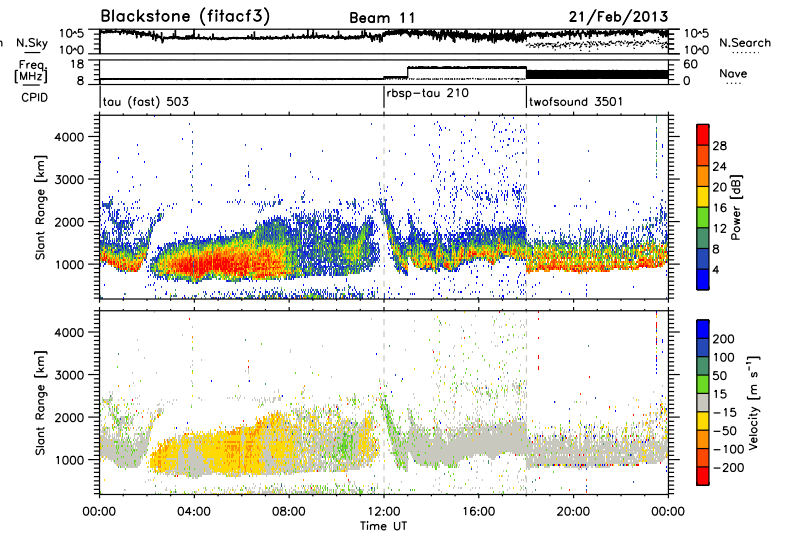 Blackstone (fitacf3)
Beam 11
21/Feb/2013
N.Sky
10^5
10^0
10^5
10^0
N.Search
Freq.
[MHz]
18
8
60
0
Nave
CPID
tau (fast) 503
rbsp-tau 210
twofsound 3501
Slant Range [km]
4000
3000
2000
1000
28
24
20
16
12
8
4
Power [dB]
Slant Range [km]
4000
3000
2000
1000
200
100
50
15
-15
-50
-100
-200
Velocity [m s⁻¹]
00:00 04:00 08:00 12:00 16:00 20:00 00:00
Time UT